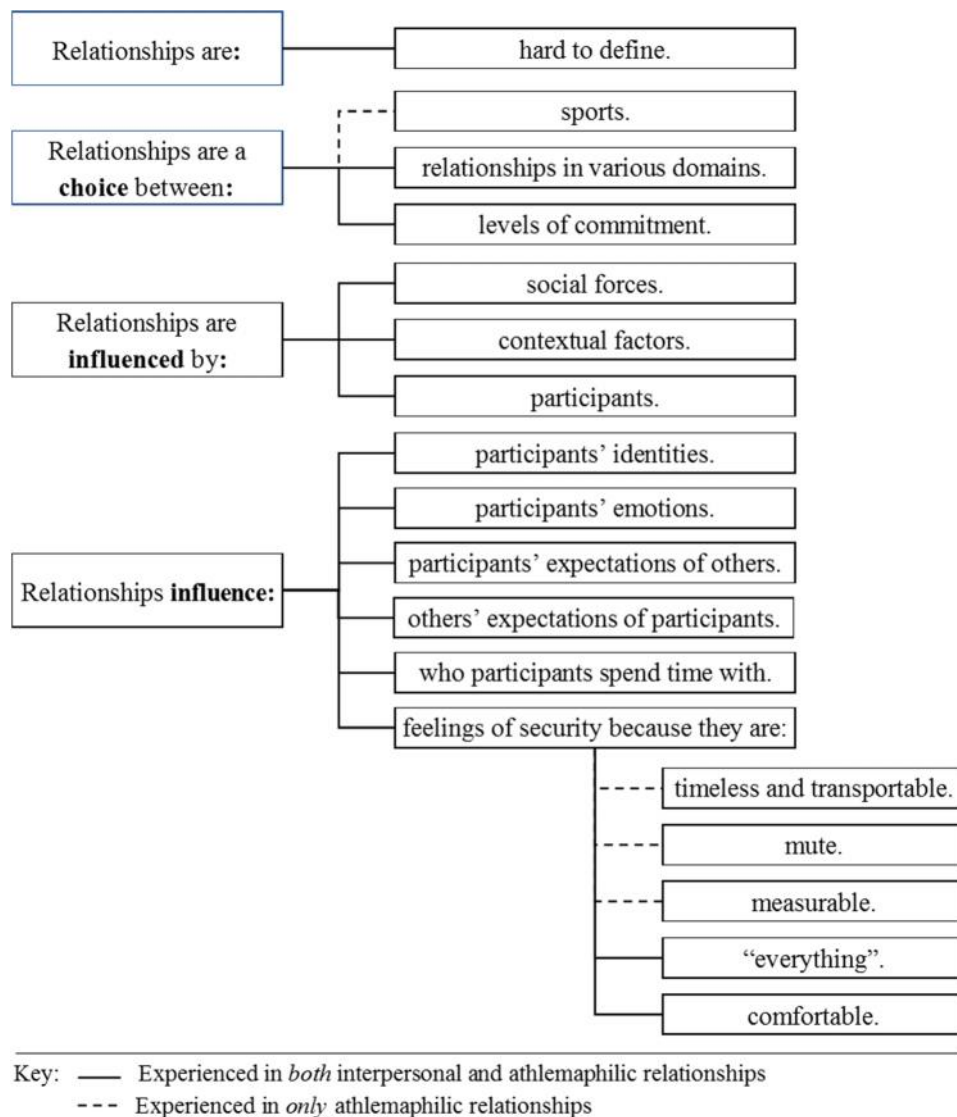 Relationships are:
hard to define.
Relationships are a
choice between:
sports.
relationships in various domains.
levels of commitment.
Relationships are
influenced by:
social forces.
contextual factors.
participants.
Relationships influence:
participants’ identities.
participants’ emotions.
participants’ expectations of others.
others’ expectations of participants.
who participants spend time with.
feelings of security because they are:
timeless and transportable.
mute.
measurable.
“everything”.
comfortable.
Key: Experienced in both interpersonal and athlemaphilic relationships
Experienced in only athlemaphilic relationships